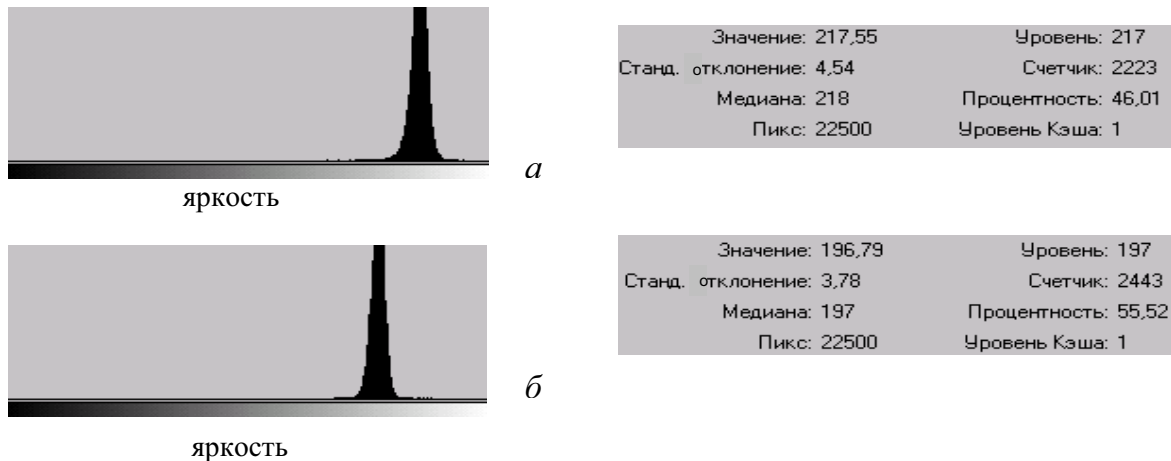 Значение: 217,55 Уровень: 217
Станд. отклонение: 4,54 Счетчик: 2223
Медиана: 218 Процентность: 46,01
Пикс: 22500 Уровень Кэша: 1
а
яркость
Значение: 196,79 Уровень: 197
Станд. отклонение: 3,78 Счетчик: 2443
Медиана: 197 Процентность: 55,52
Пикс: 22500 Уровень Кэша: 1
б
яркость